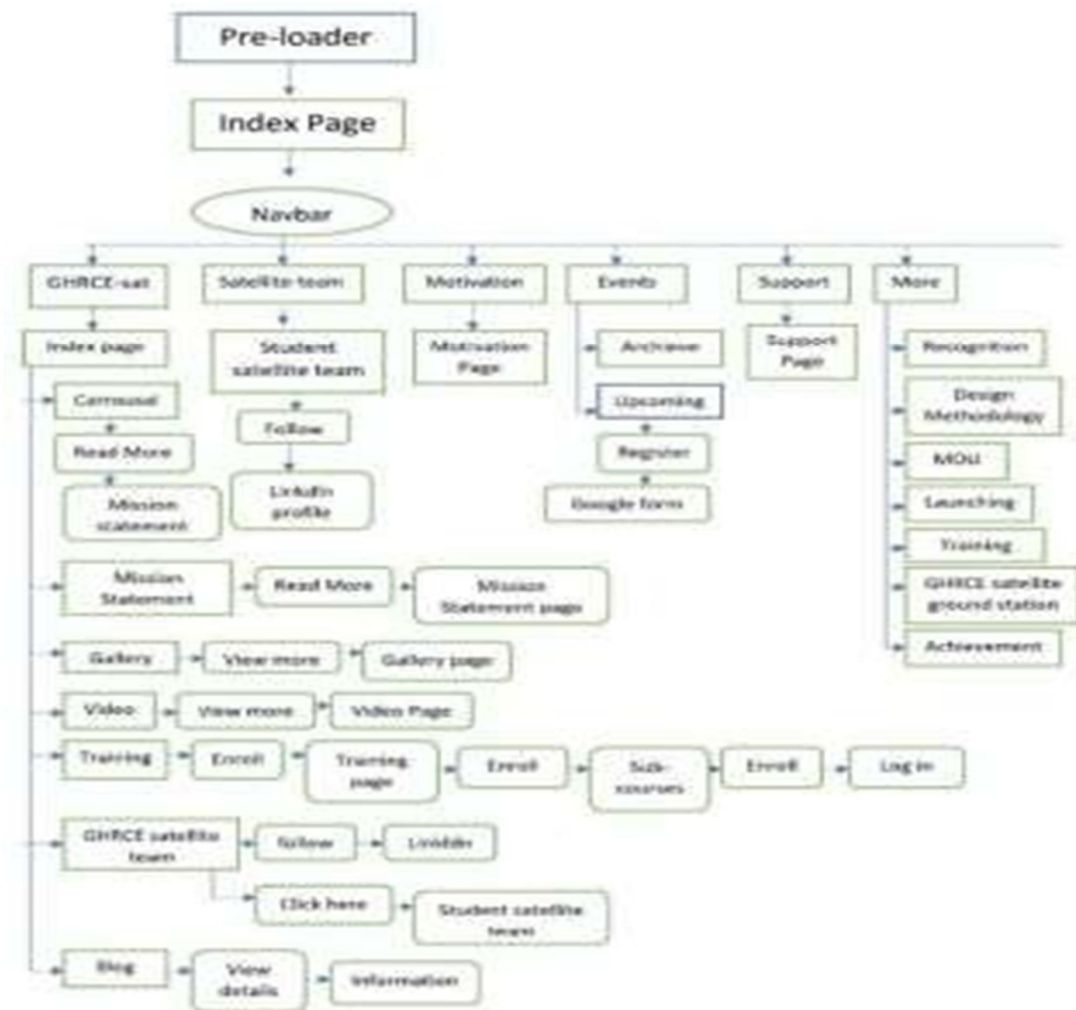 Pre-loader
Index Page
Navbar
GHRCE-sat
Satellite team
Motivation
Events
Support
More
Index page
Student
satellite team
Motivation
Page
Archieve
Support
Page
Recognition
Carrousal
Upcoming
Design
Methodology
Read More
Follow
Register
MOU
Mission
statement
LinkdIn
profile
Google form
Launching
Training
Mission
Statement
Read More
Mission
Statement page
GHRCE satellite
ground station
Achievement
Gallery
View more
Gallery page
Video
View more
Video Page
Training
Enroll
Training
page
Enroll
Sub-
courses
Enroll
Log in
GHRCE satellite
team
follow
Click here
Student satellite
team
Blog
View
details
Information